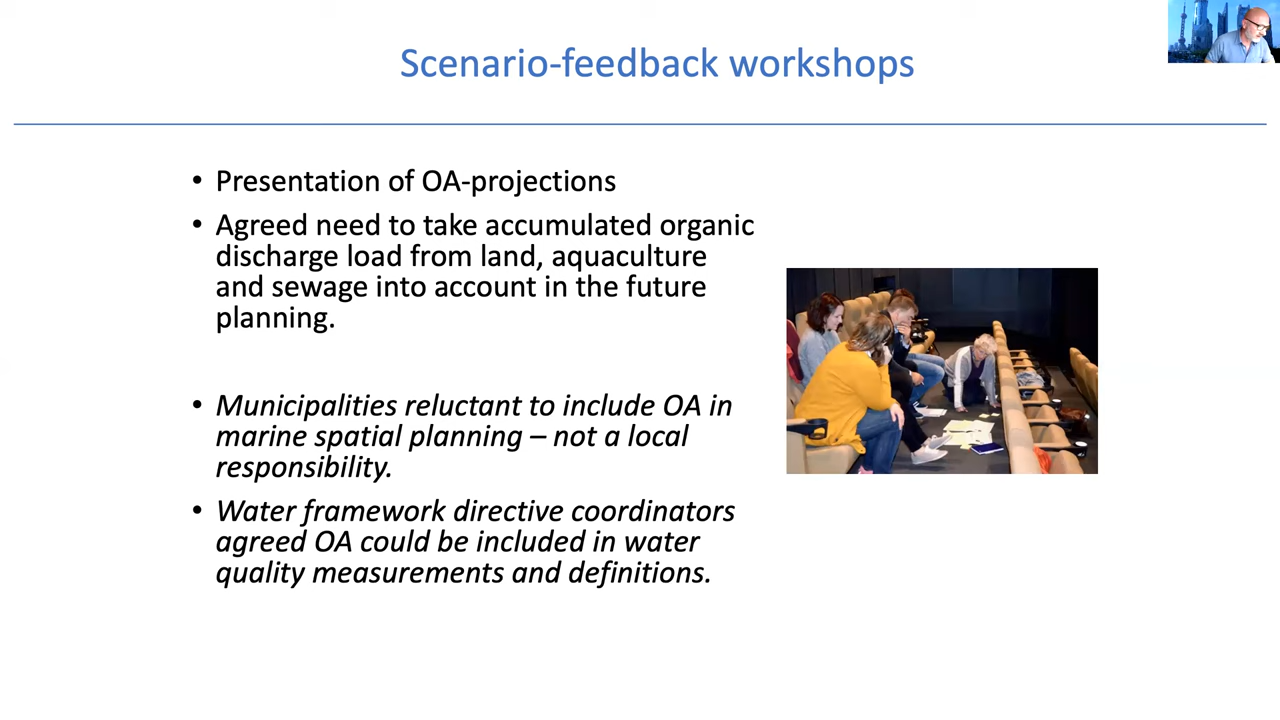 Scenario-feedback workshops
• Presentation of OA-projections
• Agreed need to take accumulated organic
discharge load from land, aquaculture
and sewage into account in the future
planning.
• Municipalities reluctant to include OA in
marine spatial planning – not a local
responsibility.
• Water framework directive coordinators
agreed OA could be included in water
quality measurements and definitions.